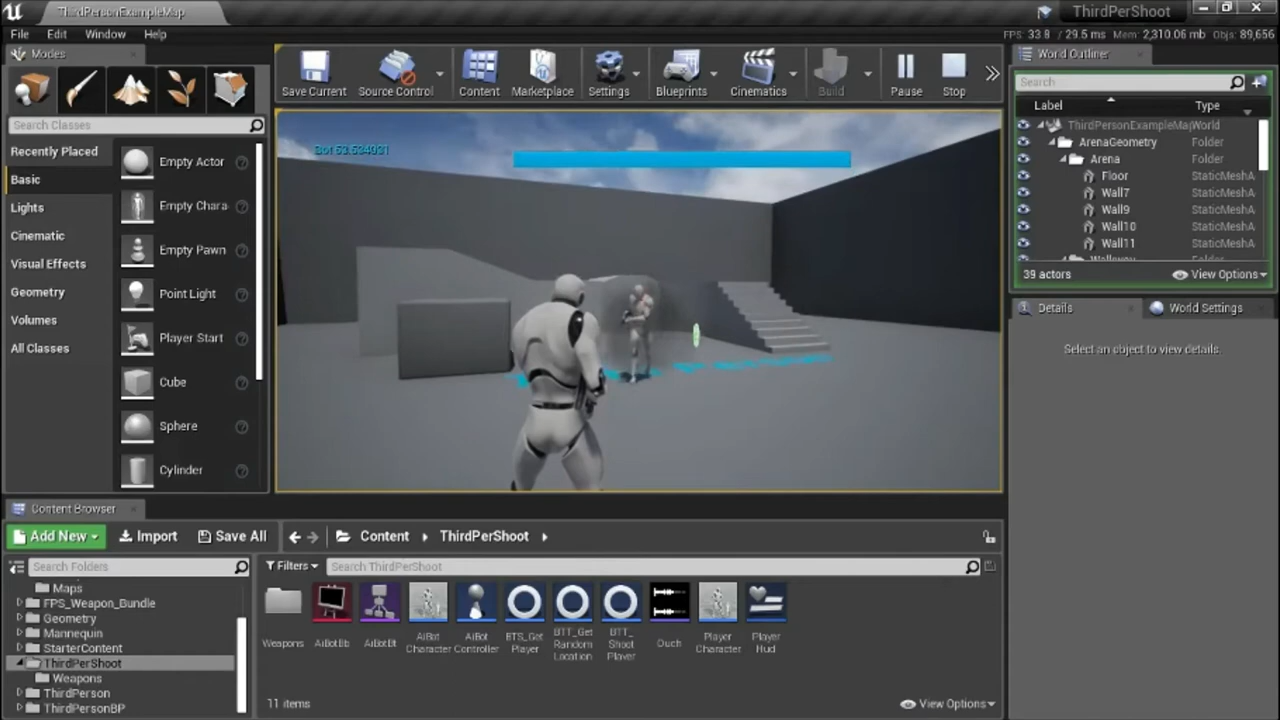 ThirdPersonExampleMap
ThirdPerShoot
File Edit Window Help
FPS: 33.8 / 29.5 ms Mem: 2,310.06 mb Objs: 89,656
Modes
World Outliner
Save Current
Source Control
Content
Marketplace
Settings
Blueprints
Cinematics
Build
Pause
Stop
Search
Label
Type
Search Classes
Recently Placed
Basic
Lights
Cinematic
Visual Effects
Geometry
Volumes
All Classes
Empty Actor
Empty Chara
Empty Pawn
Point Light
Player Start
Cube
Sphere
Cylinder
Bot 53.534031
ThirdPersonExampleMap World
ArenaGeometry Folder
Arena Folder
Floor StaticMeshA
Wall7 StaticMeshA
Wall9 StaticMeshA
Wall10 StaticMeshA
Wall11 StaticMeshA
39 actors
View Options
Details
World Settings
Select an object to view details.
Content Browser
Add New
Import
Save All
Content
ThirdPerShoot
Search Folders
Filters
Search ThirdPerShoot
Maps
FPS_Weapon_Bundle
Geometry
Mannequin
StarterContent
ThirdPerShoot
Weapons
ThirdPerson
ThirdPersonBP
Weapons
AiBotBb
AiBotBt
AiBot
Character
AiBot
Controller
BTS_Get
Player
BTT_Get
Random
Location
BTT_
Shoot
Player
Ouch
Player
Character
Player
Hud
11 items
View Options